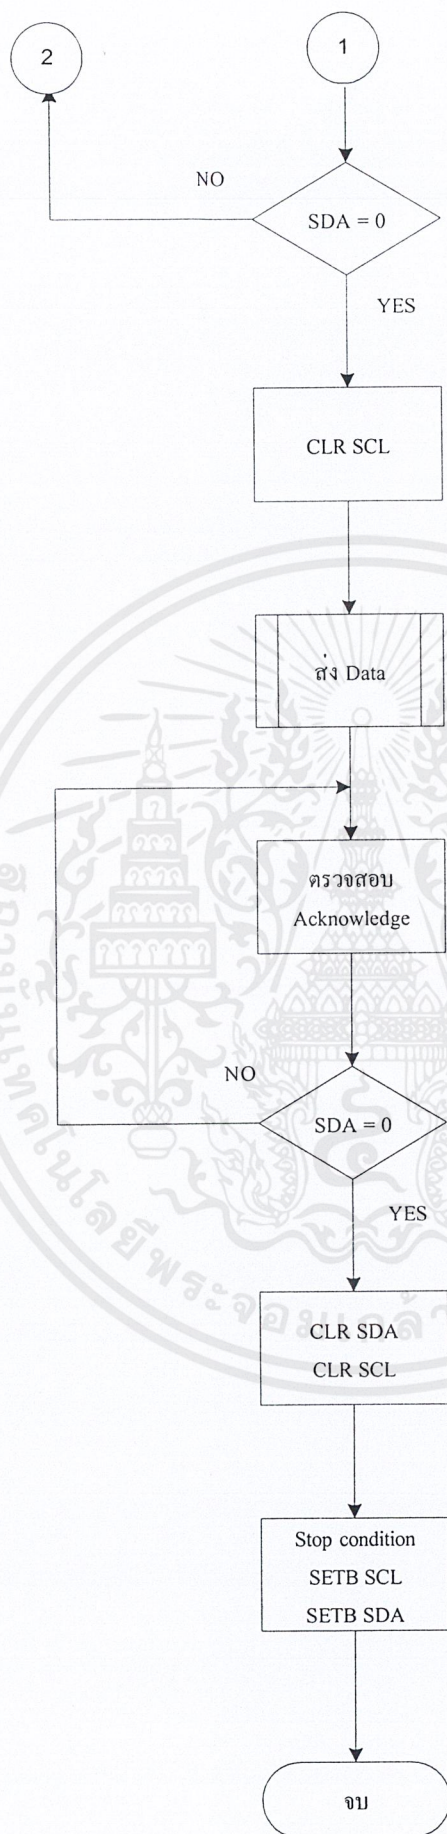 2
1
NO
SDA = 0
YES
CLR SCL
ส่ง Data
ตรวจสอบ
Acknowledge
NO
SDA = 0
YES
CLR SDA
CLR SCL
Stop condition
SETB SCL
SETB SDA
จบ